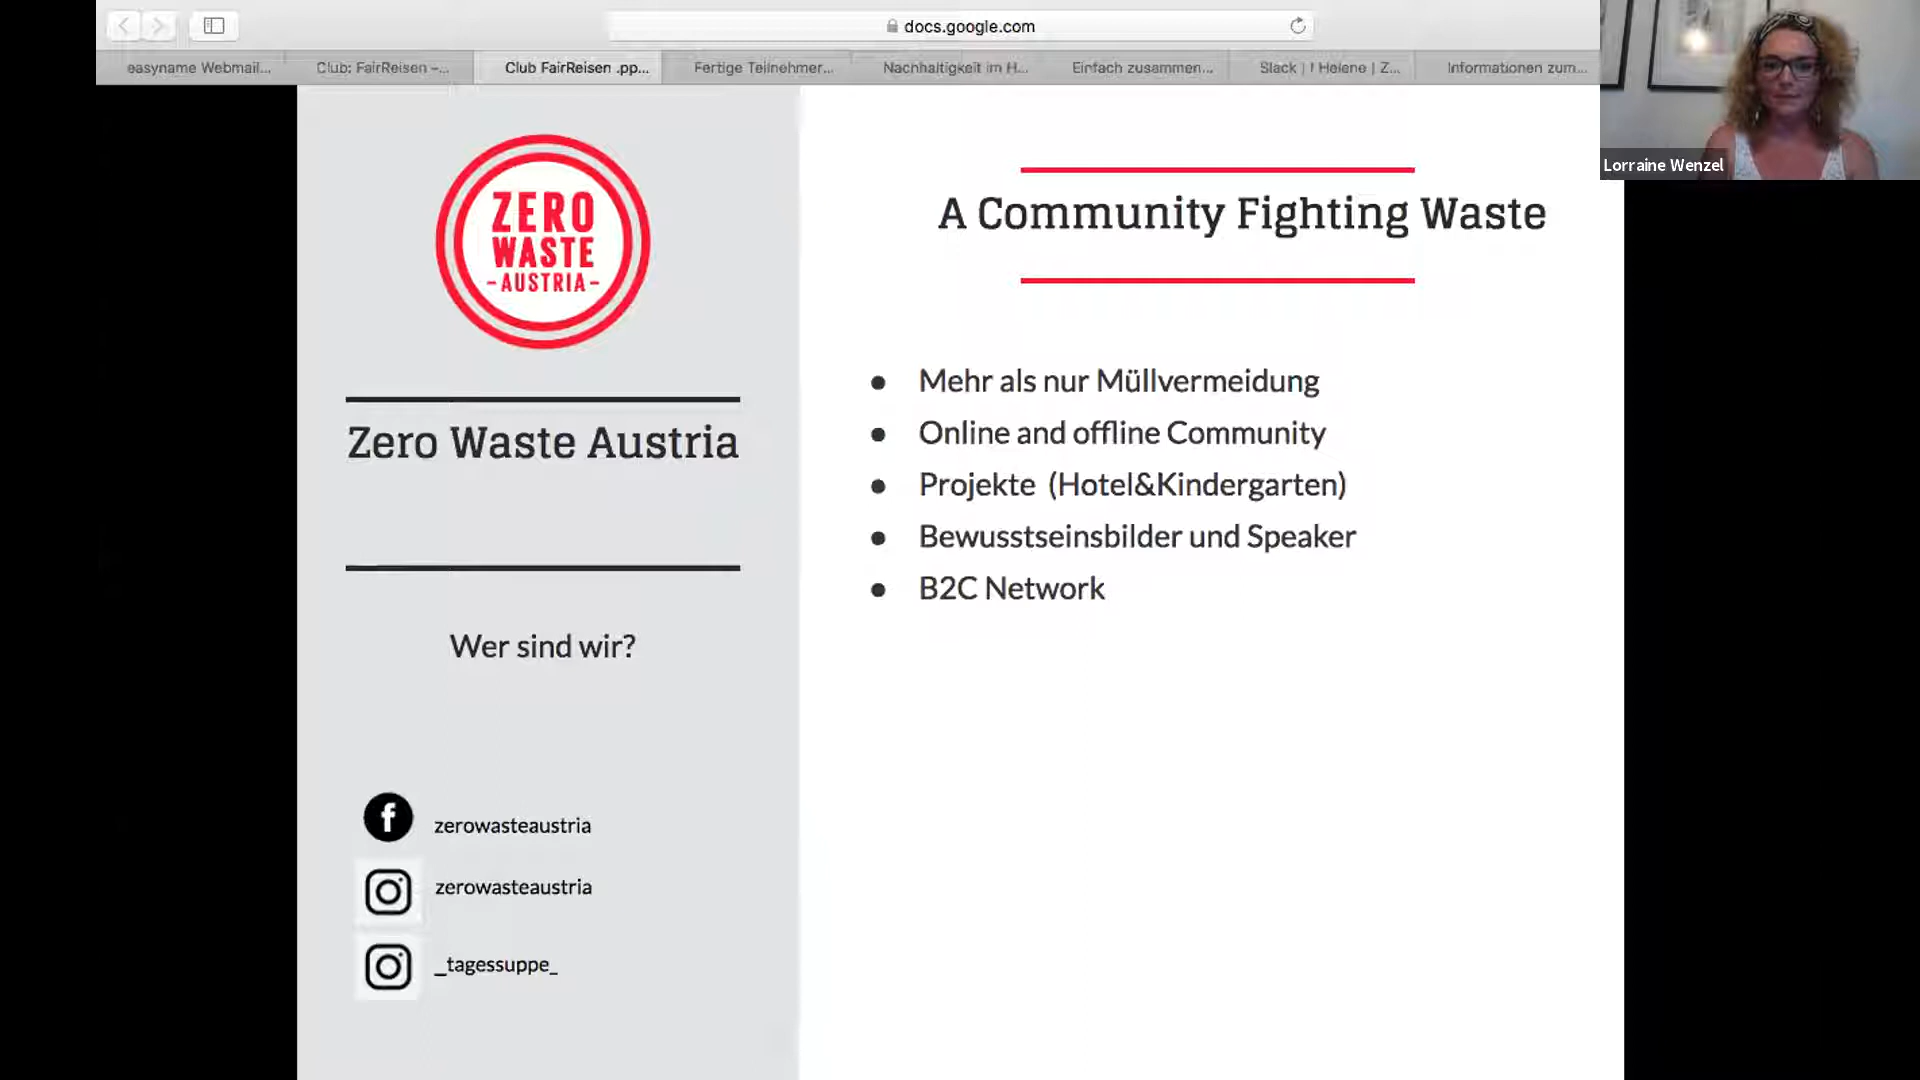 docs.google.com
easyname Webmail...
Club: FairReisen –...
Club FairReisen .pp...
Fertige Teilnehmer...
Nachhaltigkeit im H...
Einfach zusammen...
Slack | ! Helene | Z...
Informationen zum...
Lorraine Wenzel
ZERO
WASTE
-AUSTRIA-
Zero Waste Austria
Wer sind wir?
zerowasteaustria
zerowasteaustria
_tagessuppe_
A Community Fighting Waste
● Mehr als nur Müllvermeidung
● Online and offline Community
● Projekte (Hotel&Kindergarten)
● Bewusstseinsbilder und Speaker
● B2C Network